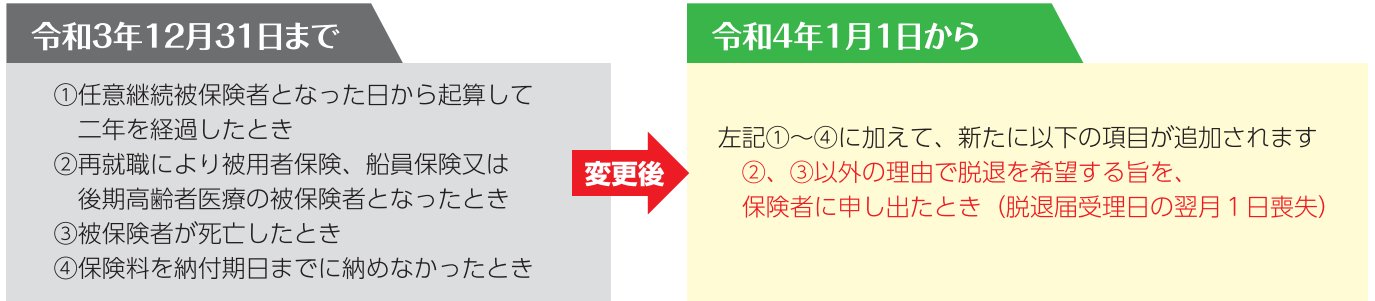 令和3年12月31日まで
①任意継続被保険者となった日から起算して
二年を経過したとき
②再就職により被用者保険、船員保険又は
後期高齢者医療の被保険者となったとき
③被保険者が死亡したとき
④保険料を納付期日までに納めなかったとき
変更後
令和4年1月1日から
左記①～④に加えて、新たに以下の項目が追加されます
②、③以外の理由で脱退を希望する旨を、
保険者に申し出たとき（脱退届受理日の翌月１日喪失）